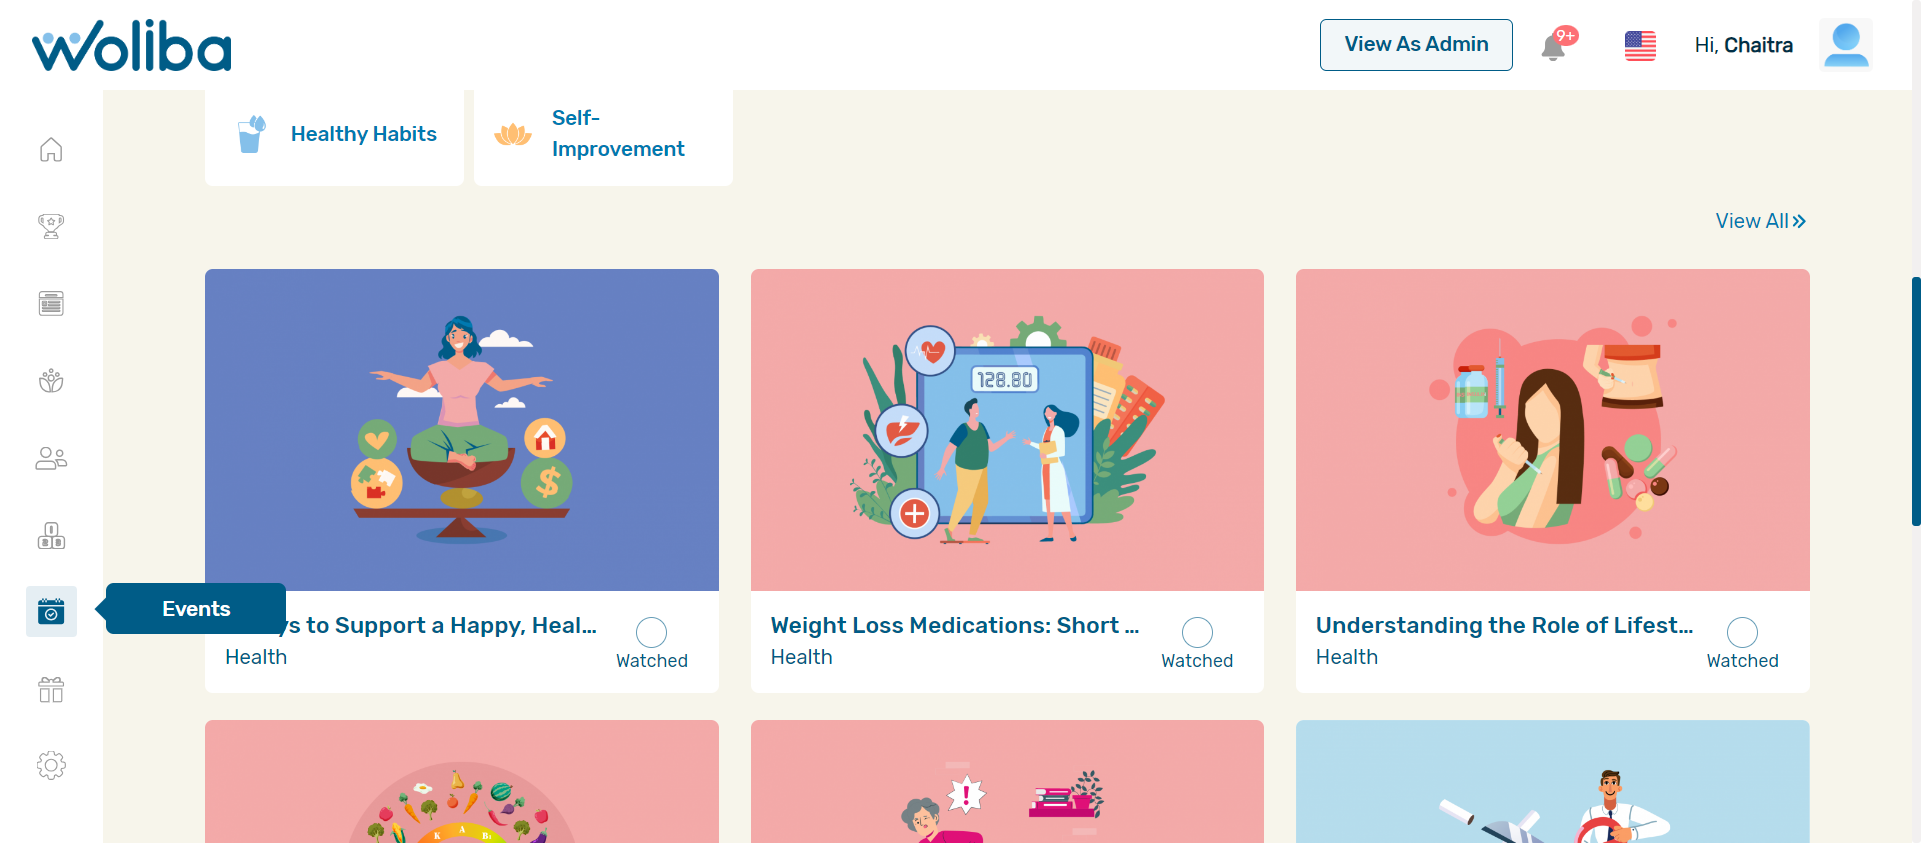 Woliba
View As Admin
9+
Hi, Chaitra
Healthy Habits
Self-
Improvement
View All
128.80
Events
ys to Support a Happy, Heal...
Health
Watched
Weight Loss Medications: Short ...
Health
Watched
Understanding the Role of Lifest...
Health
Watched
K A B₆
!